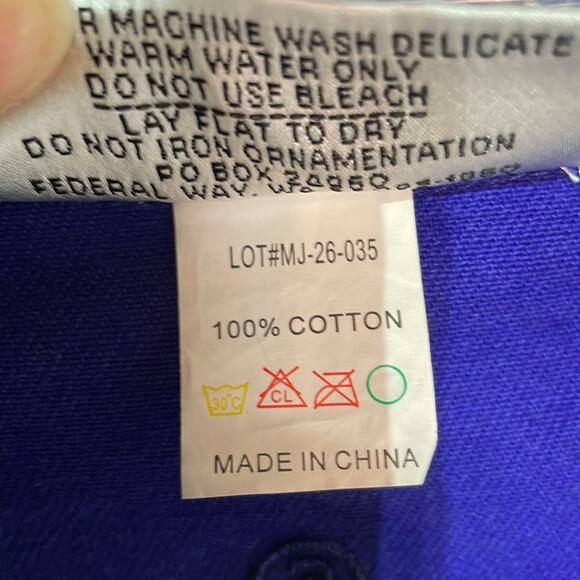 R MACHINE WASH DELICATE
WARM WATER ONLY
DO NOT USE BLEACH
LAY FLAT TO DRY
DO NOT IRON ORNAMENTATION
PO BOX 24960
FEDERAL WAY,
LOT#MJ-26-035
100% COTTON
30°C CL
MADE IN CHINA